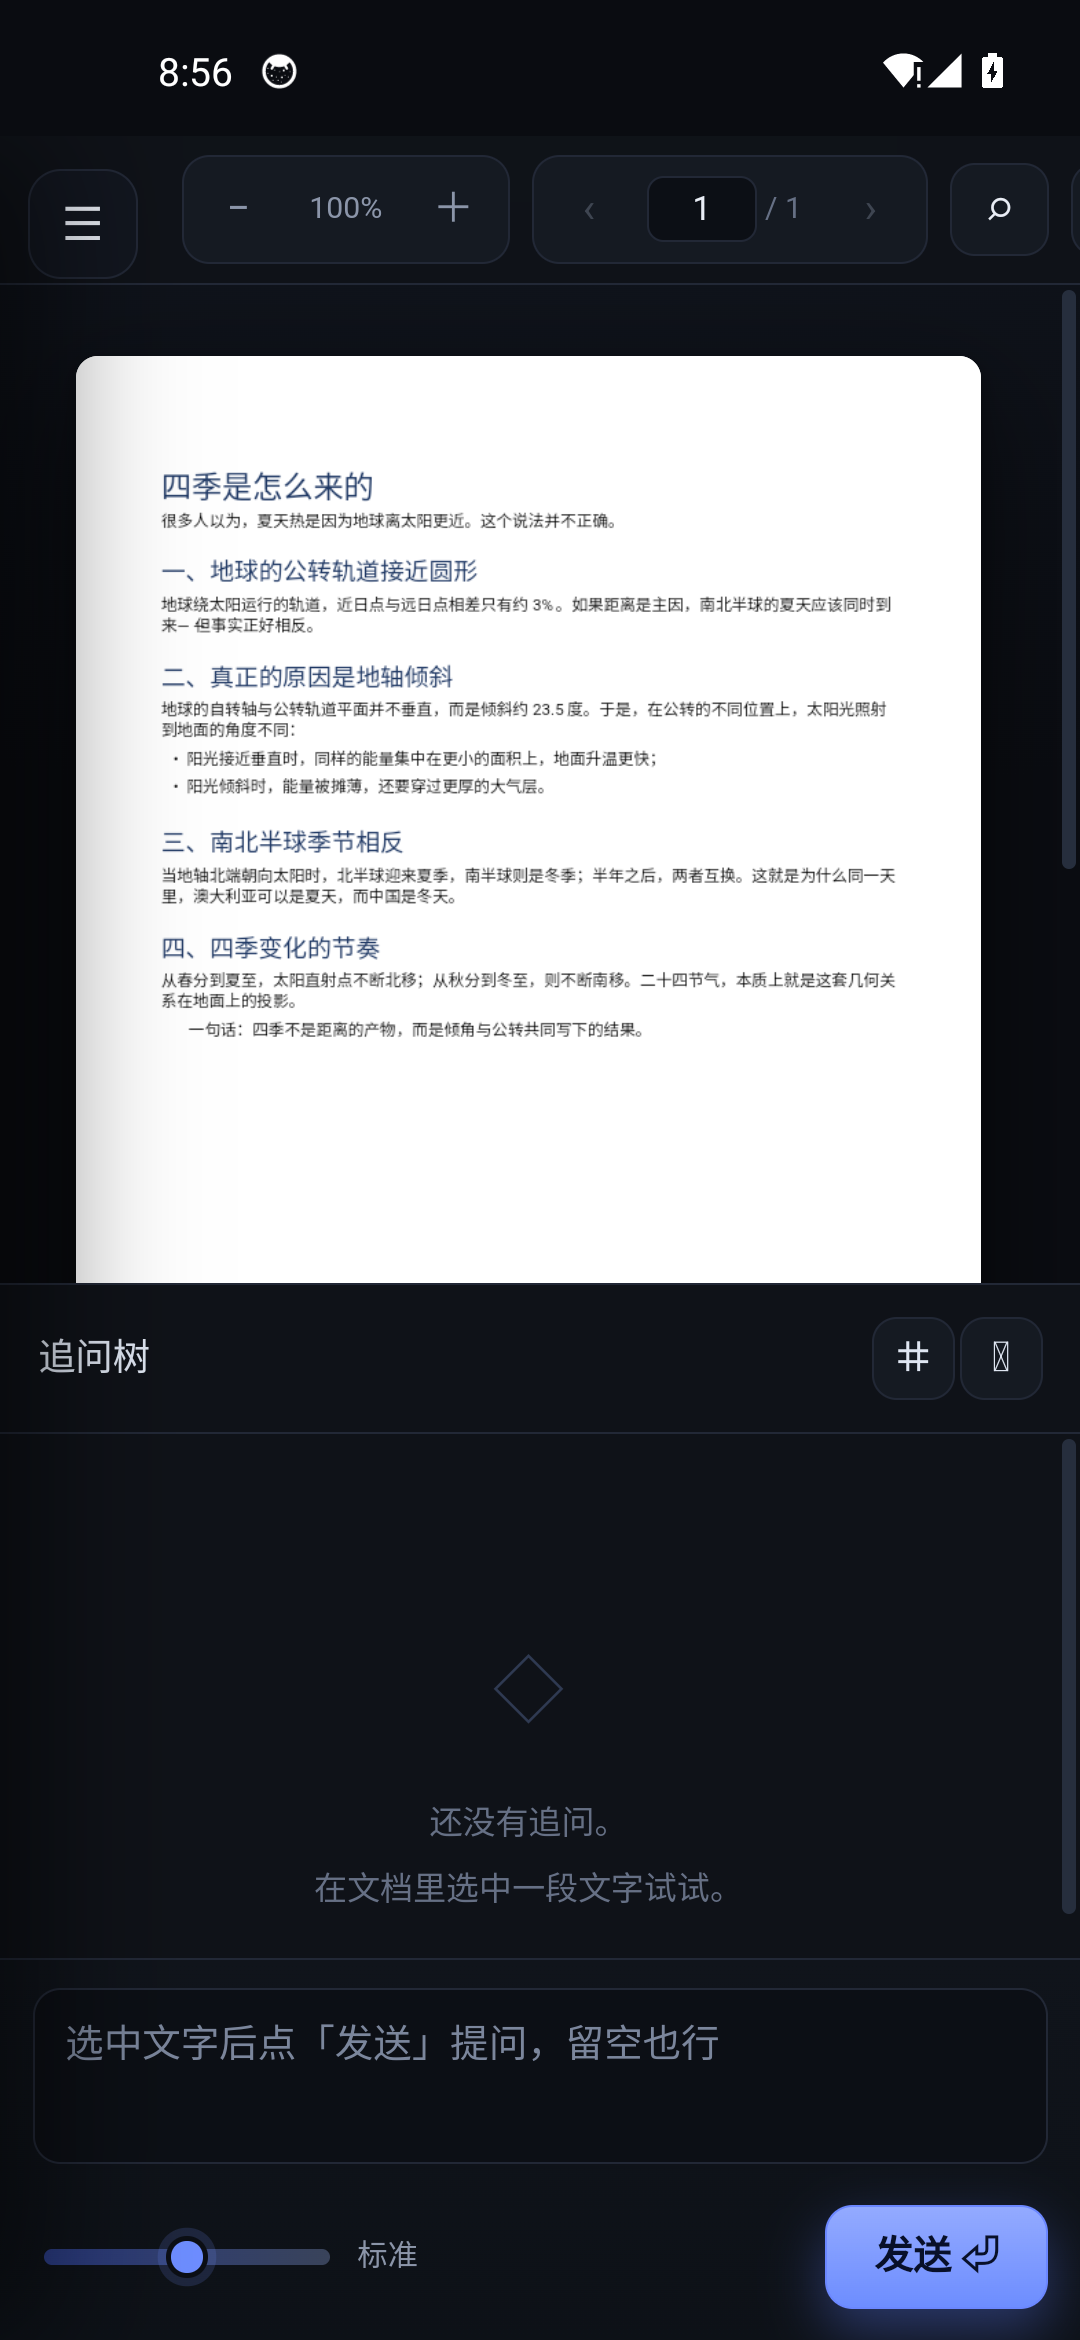 8:56
100%
1 / 1
四季是怎么来的
很多人以为，夏天热是因为地球离太阳更近。这个说法并不正确。
一、地球的公转轨道接近圆形
地球绕太阳运行的轨道，近日点与远日点相差只有约 3%。如果距离是主因，南北半球的夏天应该同时到
来—但事实正好相反。
二、真正的原因是地轴倾斜
地球的自转轴与公转轨道平面并不垂直，而是倾斜约 23.5 度。于是，在公转的不同位置上，太阳光照射
到地面的角度不同：
• 阳光接近垂直时，同样的能量集中在更小的面积上，地面升温更快；
• 阳光倾斜时，能量被摊薄，还要穿过更厚的大气层。
三、南北半球季节相反
当地轴北端朝向太阳时，北半球迎来夏季，南半球则是冬季；半年之后，两者互换。这就是为什么同一天
里，澳大利亚可以是夏天，而中国是冬天。
四、四季变化的节奏
从春分到夏至，太阳直射点不断北移；从秋分到冬至，则不断南移。二十四节气，本质上就是这套几何关
系在地面上的投影。
一句话：四季不是距离的产物，而是倾角与公转共同写下的结果。
追问树
还没有追问。
在文档里选中一段文字试试。
选中文字后点「发送」提问，留空也行
标准
发送